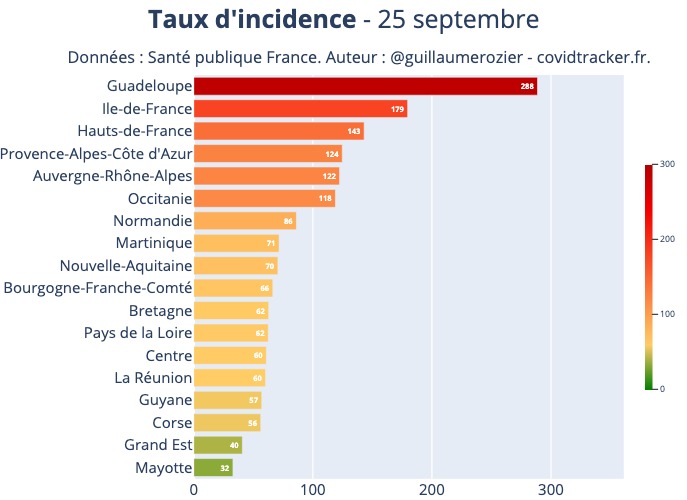 Taux d'incidence - 25 septembre
Données : Santé publique France. Auteur : @guillaumerozier - covidtracker.fr.
Guadeloupe 288
Ile-de-France 179
Hauts-de-France 143
Provence-Alpes-Côte d'Azur 124
Auvergne-Rhône-Alpes 122
Occitanie 118
Normandie 86
Martinique 71
Nouvelle-Aquitaine 70
Bourgogne-Franche-Comté 66
Bretagne 62
Pays de la Loire 62
Centre 60
La Réunion 60
Guyane 57
Corse 56
Grand Est 40
Mayotte 32
0 100 200 300
300
200
100
0